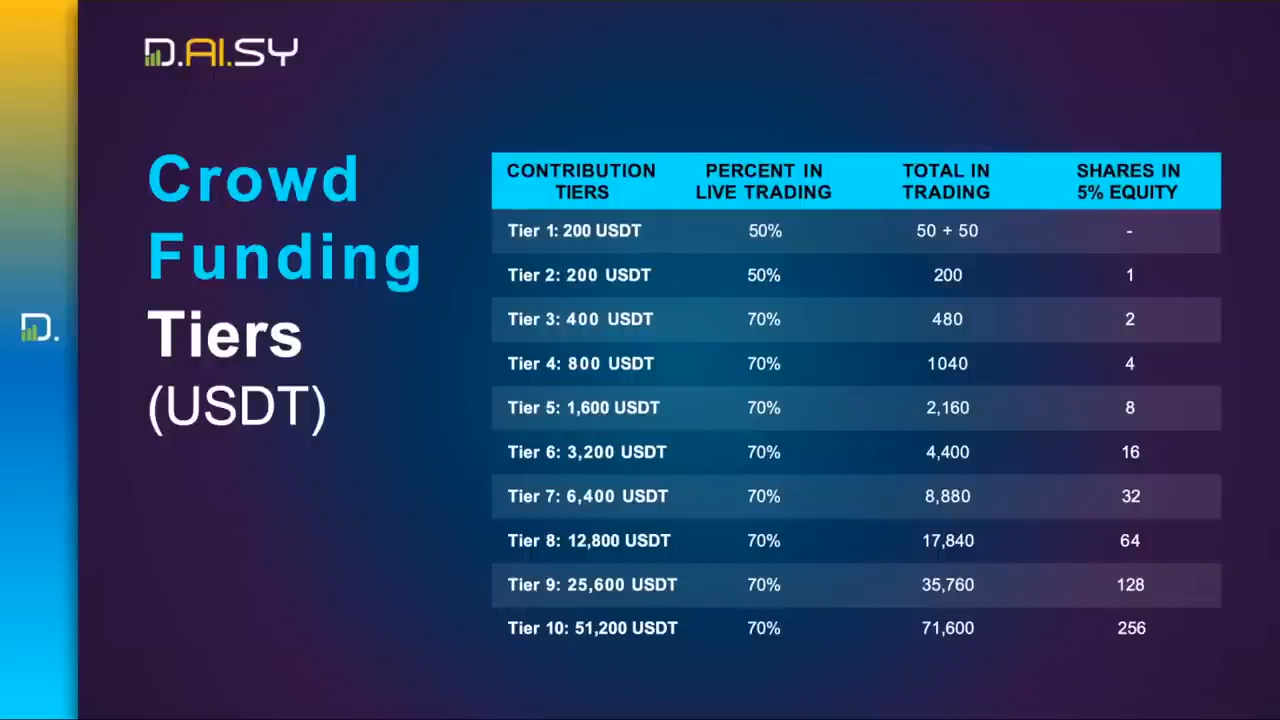 D.AI.SY
Crowd
Funding
Tiers
(USDT)
D.
CONTRIBUTION TIERS PERCENT IN LIVE TRADING TOTAL IN TRADING SHARES IN 5% EQUITY
Tier 1: 200 USDT 50% 50 + 50 -
Tier 2: 200 USDT 50% 200 1
Tier 3: 400 USDT 70% 480 2
Tier 4: 800 USDT 70% 1040 4
Tier 5: 1,600 USDT 70% 2,160 8
Tier 6: 3,200 USDT 70% 4,400 16
Tier 7: 6,400 USDT 70% 8,880 32
Tier 8: 12,800 USDT 70% 17,840 64
Tier 9: 25,600 USDT 70% 35,760 128
Tier 10: 51,200 USDT 70% 71,600 256